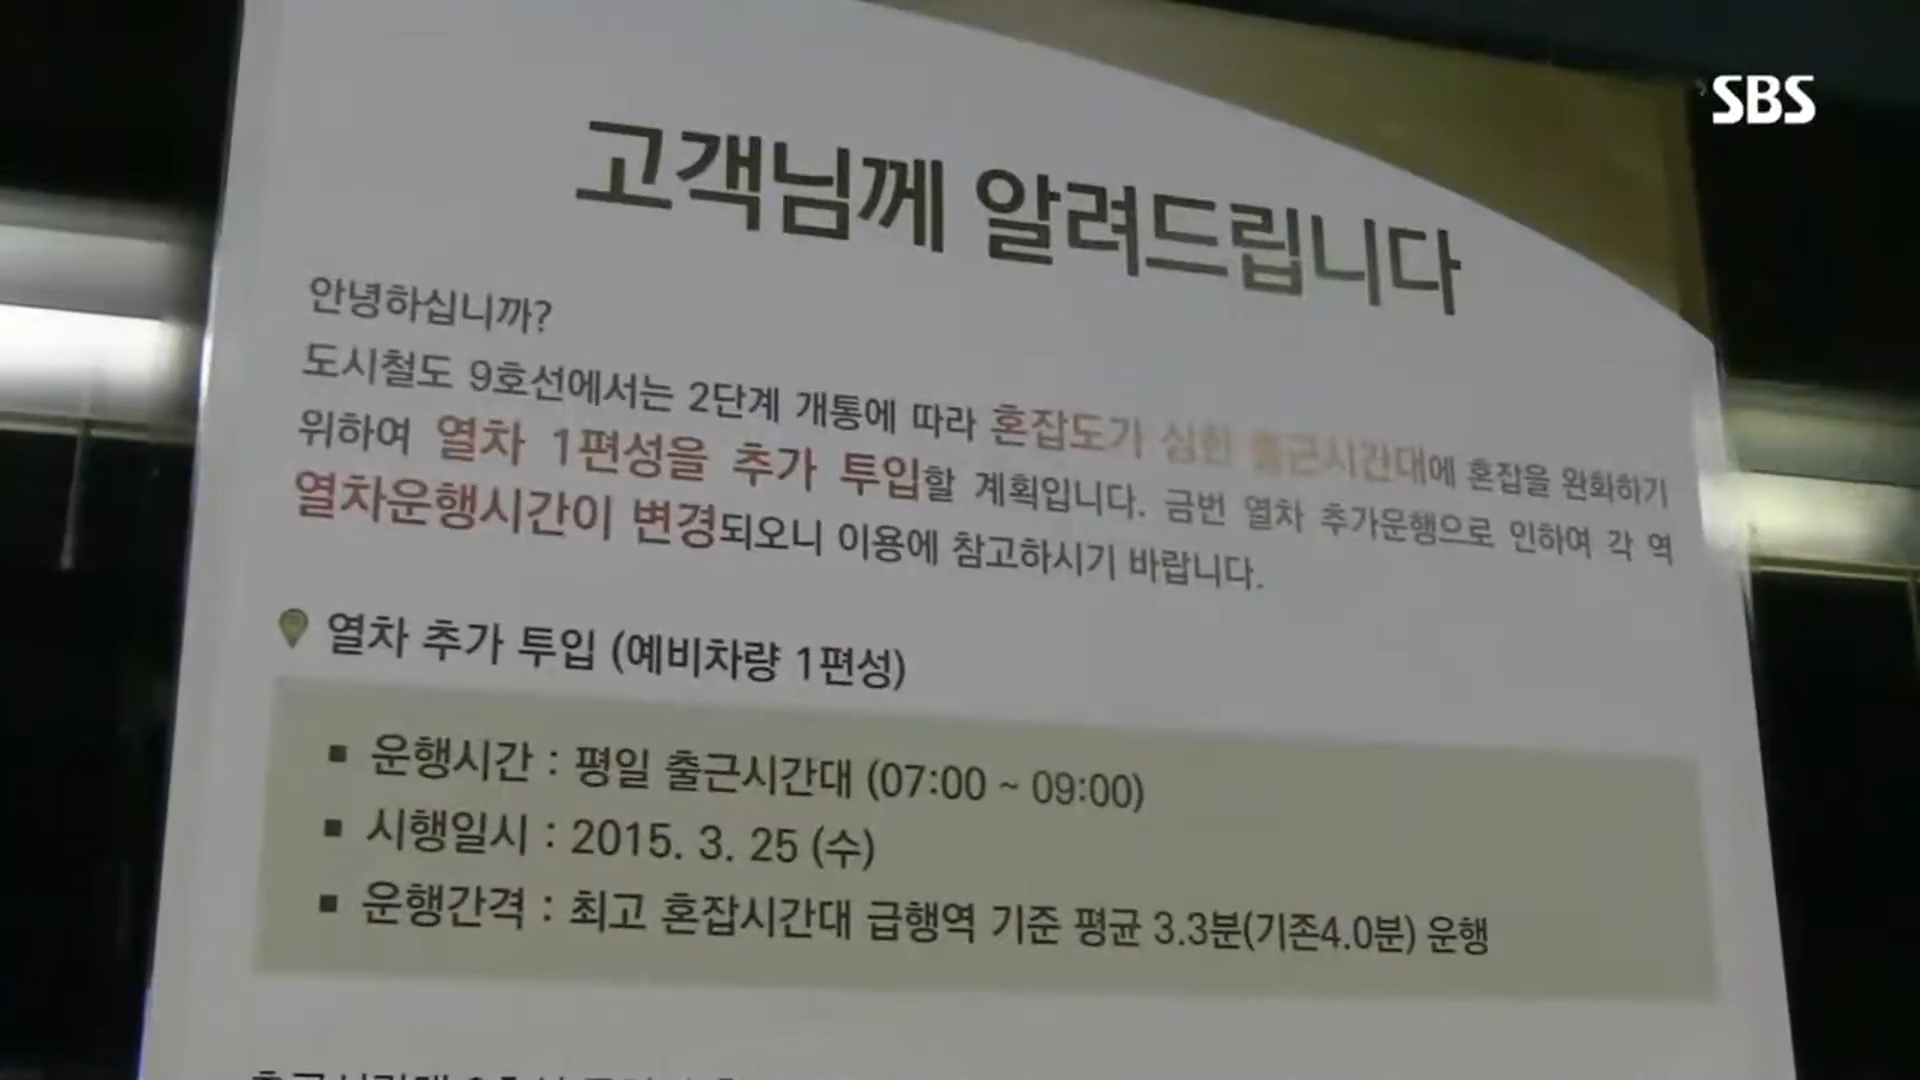 SBS
고객님께 알려드립니다
안녕하십니까?
도시철도 9호선에서는 2단계 개통에 따라 혼잡도가 심한 출근시간대에 혼잡을 완화하기
위하여 열차 1편성을 추가 투입할 계획입니다. 금번 열차 추가운행으로 인하여 각 역
열차운행시간이 변경되오니 이용에 참고하시기 바랍니다.
열차 추가 투입 (예비차량 1편성)
▪ 운행시간 : 평일 출근시간대 (07:00 ~ 09:00)
▪ 시행일시 : 2015. 3. 25 (수)
▪ 운행간격 : 최고 혼잡시간대 급행역 기준 평균 3.3분(기존4.0분) 운행